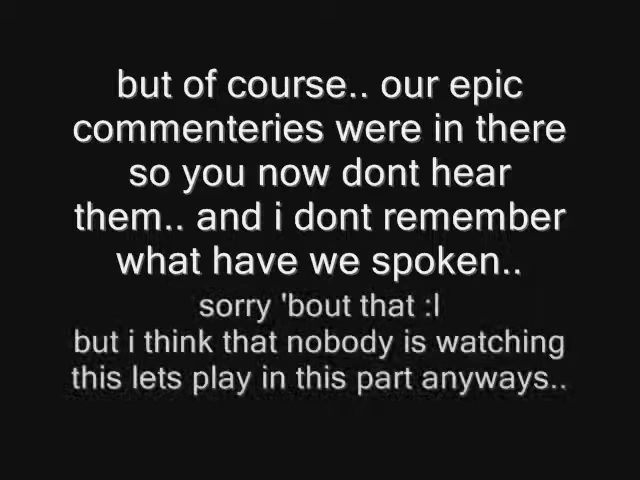 but of course.. our epic
commenteries were in there
so you now dont hear
them.. and i dont remember
what have we spoken..
sorry 'bout that :l
but i think that nobody is watching
this lets play in this part anyways..